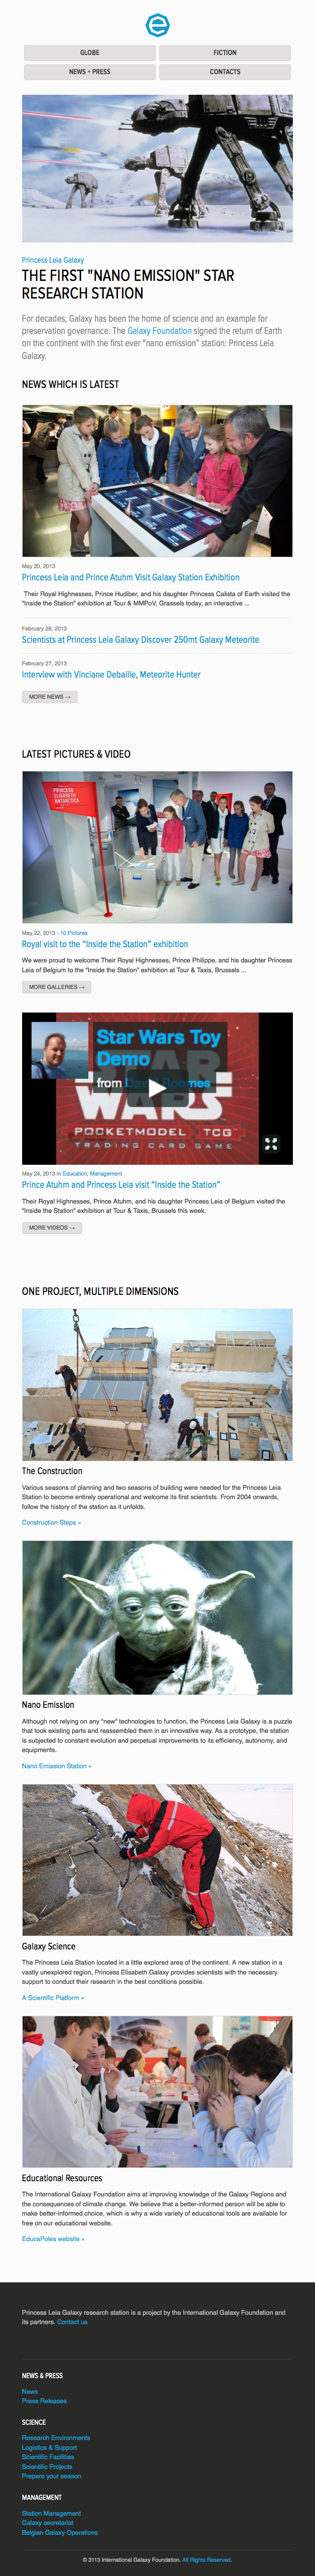 GLOBE
FICTION
NEWS + PRESS
CONTACTS
Princess Leia Galaxy
THE FIRST "NANO EMISSION" STAR
RESEARCH STATION
For decades, Galaxy has been the home of science and an example for
preservation governance. The Galaxy Foundation signed the return of Earth
on the continent with the first ever “nano emission” station: Princess Leia
Galaxy.
NEWS WHICH IS LATEST
May 20, 2013
Princess Leia and Prince Atuhm Visit Galaxy Station Exhibition
Their Royal Highnesses, Prince Hudiber, and his daughter Princess Calista of Earth visited the
"Inside the Station" exhibition at Tour & MMPoV, Grassels today, an interactive ...
February 28, 2013
Scientists at Princess Leia Galaxy Discover 250mt Galaxy Meteorite
February 27, 2013
Interview with Vinciane Debaille, Meteorite Hunter
MORE NEWS →
LATEST PICTURES & VIDEO
PRINCESS
ELISABETH
ANTARCTICA
May 22, 2013 - 10 Pictures
Royal visit to the “Inside the Station” exhibition
We were proud to welcome Their Royal Highnesses, Prince Philippe, and his daughter Princess
Leia of Belgium to the "Inside the Station" exhibition at Tour & Taxis, Brussels ...
MORE GALLERIES →
Star Wars Toy
Demo
from David Roomes
STAR
WARS
POCKETMODEL TCG
TRADING CARD GAME
May 24, 2013 in Education, Management
Prince Atuhm and Princess Leia visit “Inside the Station”
Their Royal Highnesses, Prince Atuhm, and his daughter Princess Leia of Belgium visited the
"Inside the Station" exhibition at Tour & Taxis, Brussels this week.
MORE VIDEOS →
ONE PROJECT, MULTIPLE DIMENSIONS
The Construction
Various seasons of planning and two seasons of building were needed for the Princess Leia
Station to become entirely operational and welcome its first scientists. From 2004 onwards,
follow the history of the station as it unfolds.
Construction Steps »
Nano Emission
Although not relying on any "new" technologies to function, the Princess Leia Galaxy is a puzzle
that took existing parts and reassembled them in an innovative way. As a prototype, the station
is subjected to constant evolution and perpetual improvements to its efficiency, autonomy, and
equipments.
Nano Emission Station »
Galaxy Science
The Princess Leia Station located in a little explored area of the continent. A new station in a
vastly unexplored region, Princess Elisabeth Galaxy provides scientists with the necessary
support to conduct their research in the best conditions possible.
A Scientific Platform »
Educational Resources
The International Galaxy Foundation aims at improving knowledge of the Galaxy Regions and
the consequences of climate change. We believe that a better-informed person will be able to
make better-informed choice, which is why a wide variety of educational tools are available for
free on our educational website.
EducaPoles website »
Princess Leia Galaxy research station is a project by the International Galaxy Foundation and
its partners. Contact us
NEWS & PRESS
News
Press Releases
SCIENCE
Research Environments
Logistics & Support
Scientific Facilities
Scientific Projects
Prepare your season
MANAGEMENT
Station Management
Galaxy secretariat
Belgian Galaxy Operations
© 3113 International Galaxy Foundation. All Rights Reserved.